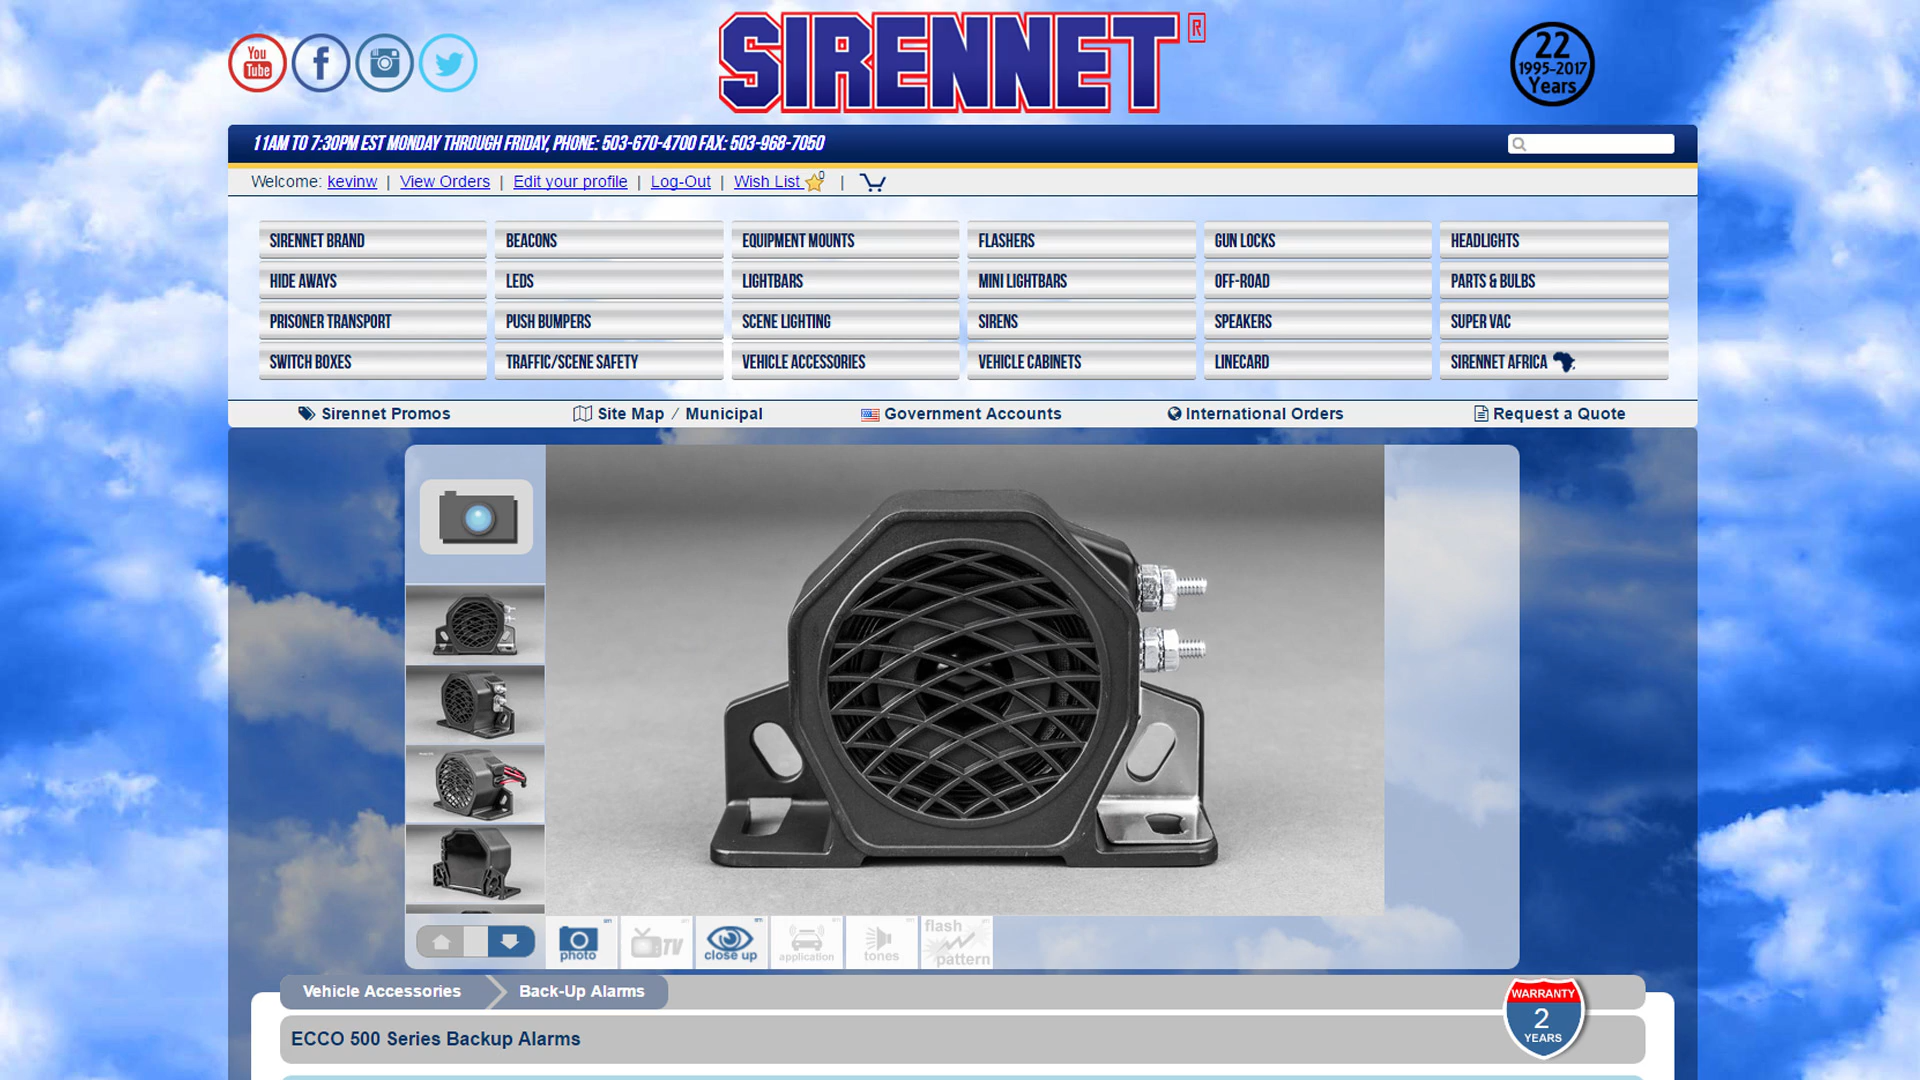 You
Tube
SIRENNET®
22
1995-2017
Years
11AM TO 7:30PM EST MONDAY THROUGH FRIDAY, PHONE: 503-670-4700 FAX: 503-968-7050
Welcome: kevinw | View Orders | Edit your profile | Log-Out | Wish List 0 |
SIRENNET BRAND BEACONS EQUIPMENT MOUNTS FLASHERS GUN LOCKS HEADLIGHTS
HIDE AWAYS LEDS LIGHTBARS MINI LIGHTBARS OFF-ROAD PARTS & BULBS
PRISONER TRANSPORT PUSH BUMPERS SCENE LIGHTING SIRENS SPEAKERS SUPER VAC
SWITCH BOXES TRAFFIC/SCENE SAFETY VEHICLE ACCESSORIES VEHICLE CABINETS LINECARD SIRENNET AFRICA
Sirennet Promos Site Map / Municipal Government Accounts International Orders Request a Quote
photo TV close up application tones flash pattern
Vehicle Accessories Back-Up Alarms
WARRANTY
2
YEARS
ECCO 500 Series Backup Alarms